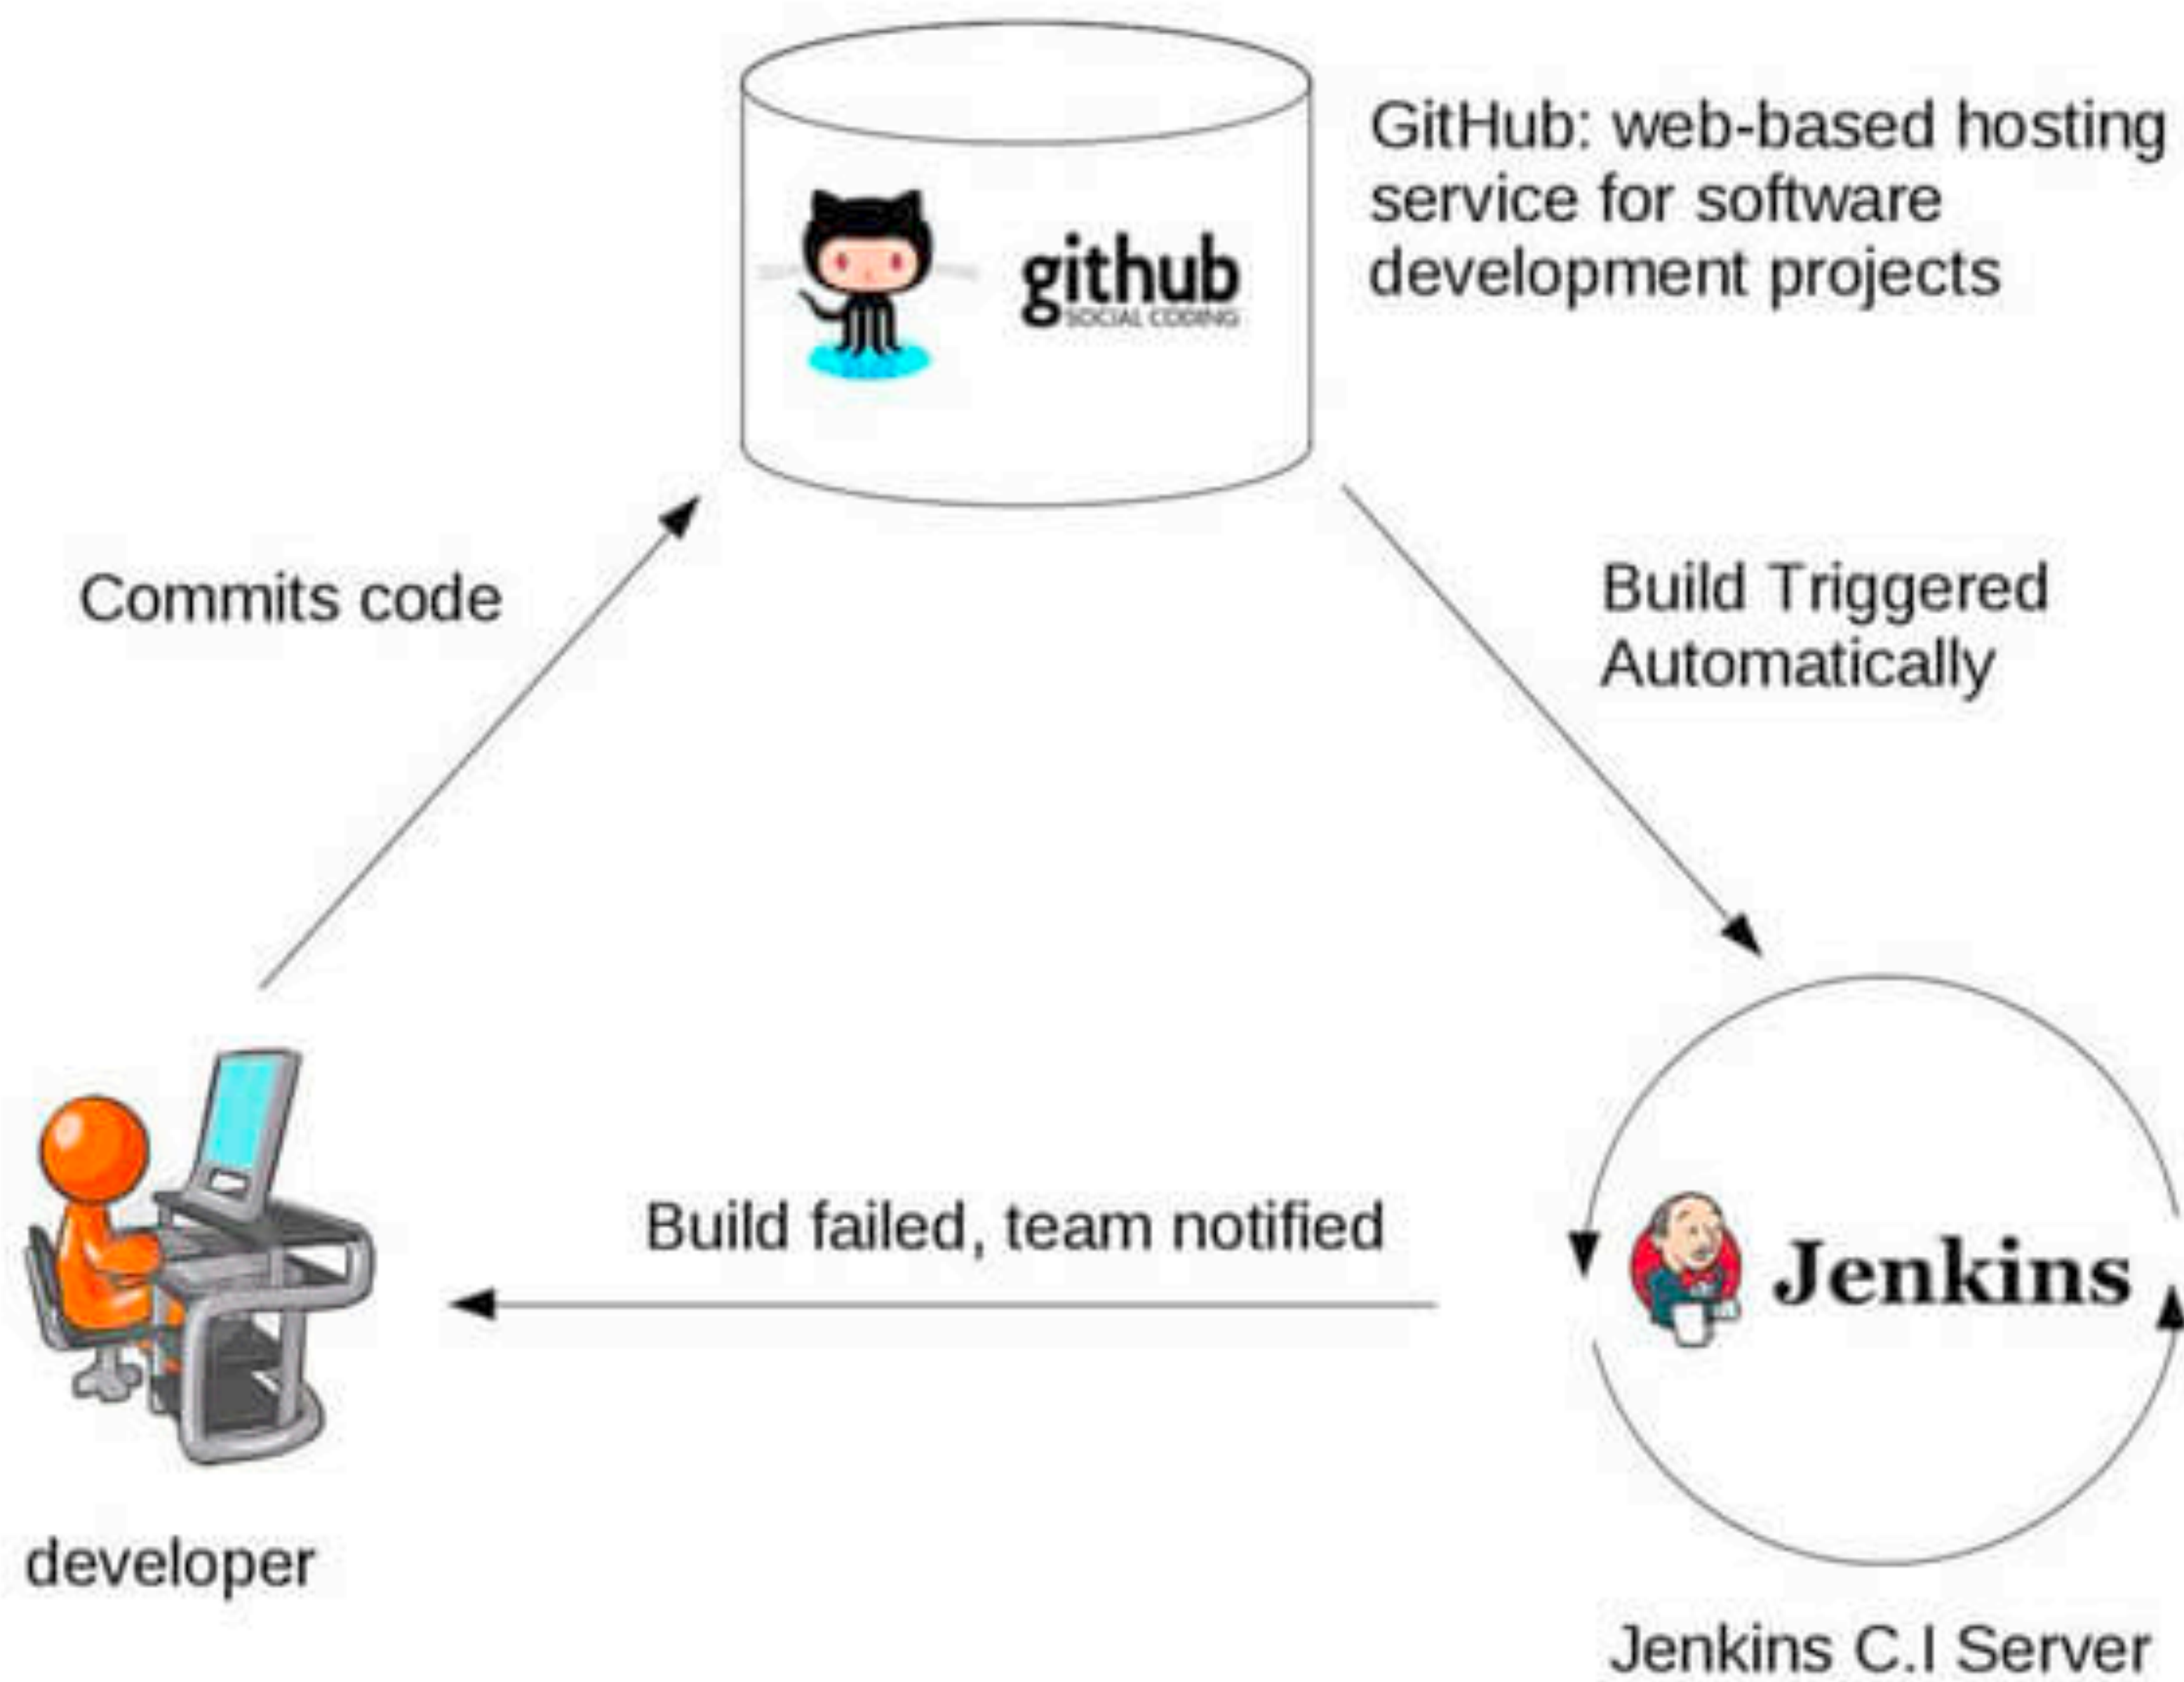 GitHub: web-based hosting
service for software
development projects
github
SOCIAL CODING
Commits code
Build Triggered
Automatically
Build failed, team notified
Jenkins
developer
Jenkins C.I Server